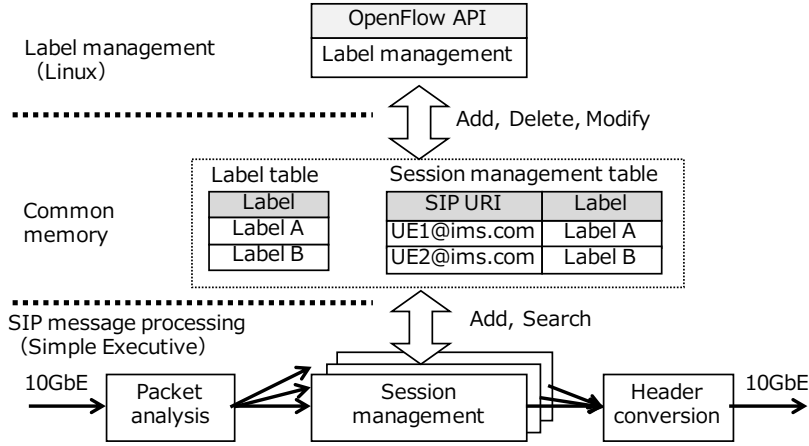 OpenFlow API
Label management
Label management
(Linux)
Add, Delete, Modify
Label table
Session management table
Label
SIP URI
Label
Label A
UE1@ims.com
Label A
Label B
UE2@ims.com
Label B
Common
memory
SIP message processing
(Simple Executive)
Add, Search
10GbE
Packet
analysis
Session
management
Header
conversion
10GbE